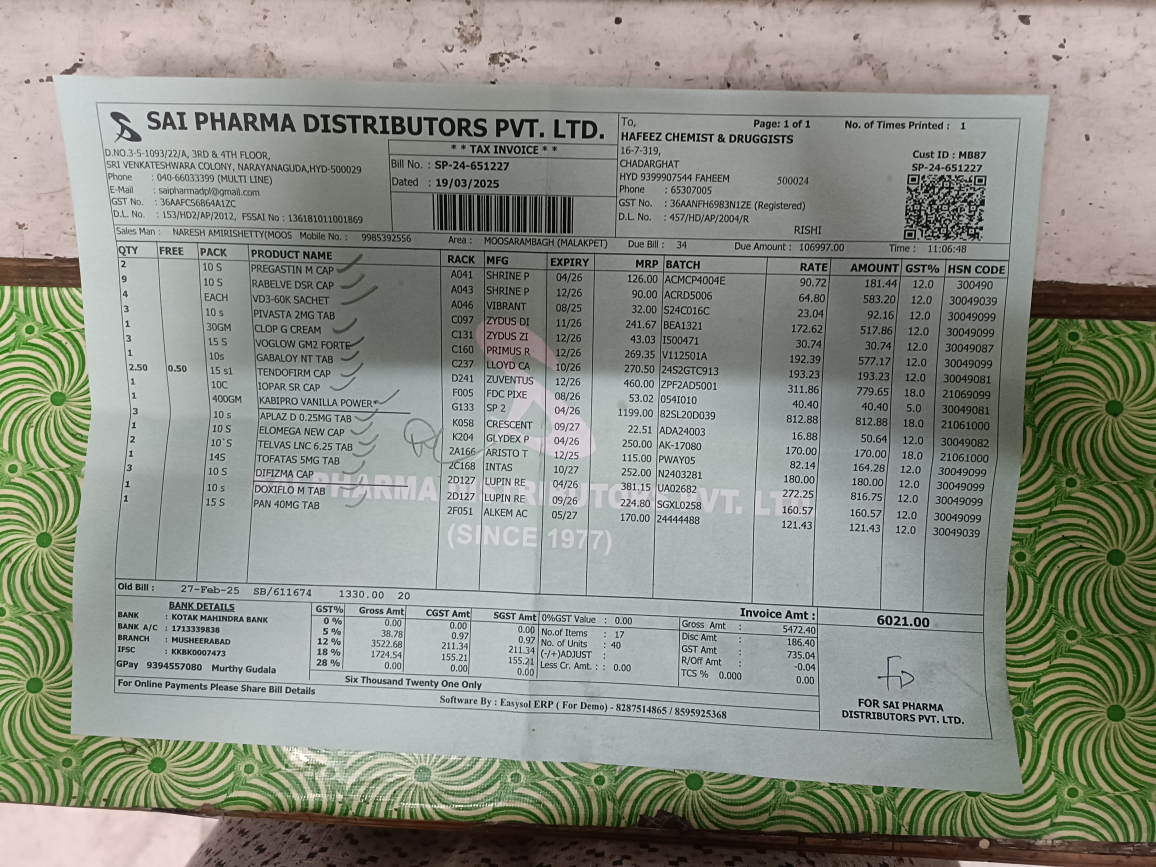 SAI PHARMA DISTRIBUTORS PVT. LTD.
D.NO.3-5-1093/22/A, 3RD & 4TH FLOOR,
SRI VENKATESHWARA COLONY, NARAYANAGUDA,HYD-500029
Phone : 040-66033399 (MULTI LINE)
E-Mail : saipharmadpl@gmail.com
GST No. : 36AAFCS6864A1ZC
D.L. No. : 153/HD2/AP/2012, FSSAI No : 136181011001869
* * TAX INVOICE * *
Bill No. : SP-24-651227
Dated : 19/03/2025
To, Page: 1 of 1 No. of Times Printed : 1
HAFEEZ CHEMIST & DRUGGISTS
16-7-319,
CHADARGHAT
HYD 9399907544 FAHEEM 500024
Phone : 65307005
GST No. : 36AANFH6983N1ZE (Registered)
D.L. No. : 457/HD/AP/2004/R
RISHI
Cust ID : MB87
SP-24-651227
Sales Man : NARESH AMIRISHETTY(MOOS Mobile No. : 9985392556 Area : MOOSARAMBAGH (MALAKPET) Due Bill : 34 Due Amount : 106997.00 Time : 11:06:48
QTY FREE PACK PRODUCT NAME RACK MFG EXPIRY MRP BATCH RATE AMOUNT GST% HSN CODE
2 10 S PREGASTIN M CAP A041 SHRINE P 04/26 126.00 ACMCP4004E 90.72 181.44 12.0 300490
9 10 S RABELVE DSR CAP A043 SHRINE P 12/26 90.00 ACRD5006 64.80 583.20 12.0 30049039
4 EACH VD3-60K SACHET A046 VIBRANT 08/25 32.00 S24C016C 23.04 92.16 12.0 30049099
3 10 s PIVASTA 2MG TAB C097 ZYDUS DI 11/26 241.67 BEA1321 172.62 517.86 12.0 30049099
1 30GM CLOP G CREAM C131 ZYDUS ZI 12/26 43.03 I500471 30.74 30.74 12.0 30049087
3 15 S VOGLOW GM2 FORTE C160 PRIMUS R 12/26 269.35 V112501A 192.39 577.17 12.0 30049099
1 10s GABALOY NT TAB C237 LLOYD CA 10/26 270.50 24S2GTC913 193.23 193.23 12.0 30049081
2.50 0.50 15 s1 TENDOFIRM CAP D241 ZUVENTUS 12/26 460.00 ZPF2AD5001 311.86 779.65 18.0 21069099
1 10C IOPAR SR CAP F005 FDC PIXE 08/26 53.02 054I010 40.40 40.40 5.0 30049081
1 400GM KABIPRO VANILLA POWER* G133 SP 2 04/26 1199.00 82SL20D039 812.88 812.88 18.0 21061000
3 10 s APLAZ D 0.25MG TAB K058 CRESCENT 09/27 22.51 ADA24003 16.88 50.64 12.0 30049082
1 10 S ELOMEGA NEW CAP K204 GLYDEX P 04/26 250.00 AK-17080 170.00 170.00 18.0 21061000
2 10`S TELVAS LNC 6.25 TAB 2A166 ARISTO T 12/25 115.00 PWAY05 82.14 164.28 12.0 30049099
1 14S TOFATAS 5MG TAB 2C168 INTAS 10/27 252.00 N2403281 180.00 180.00 12.0 30049099
3 10 S DIFIZMA CAP 2D127 LUPIN RE 04/26 381.15 UA02682 272.25 816.75 12.0 30049099
1 10 s DOXIFLO M TAB 2D127 LUPIN RE 09/26 224.80 SGXL0258 160.57 160.57 12.0 30049099
1 15 S PAN 40MG TAB 2F051 ALKEM AC 05/27 170.00 24444488 121.43 121.43 12.0 30049039
PHARMA DISTRIBUTORS PVT. LTD.
(SINCE 1977)
Old Bill : 27-Feb-25 SB/611674 1330.00 20
BANK DETAILS
BANK : KOTAK MAHINDRA BANK
BANK A/C : 1713339838
BRANCH : MUSHEERABAD
IFSC : KKBK0007473
GPay 9394557080 Murthy Gudala
For Online Payments Please Share Bill Details
GST% Gross Amt CGST Amt SGST Amt
0 % 0.00 0.00 0.00
5 % 38.78 0.97 0.97
12 % 3522.68 211.34 211.34
18 % 1724.54 155.21 155.21
28 % 0.00 0.00 0.00
Six Thousand Twenty One Only
0%GST Value : 0.00
No.of Items : 17
No. of Units : 40
(-/+)ADJUST :
Less Cr. Amt. : : 0.00
Invoice Amt : 6021.00
Gross Amt : 5472.40
Disc Amt : 186.40
GST Amt : 735.04
R/Off Amt : -0.04
TCS % 0.000 0.00
FOR SAI PHARMA
DISTRIBUTORS PVT. LTD.
Software By : Easysol ERP ( For Demo) - 8287514865 / 8595925368